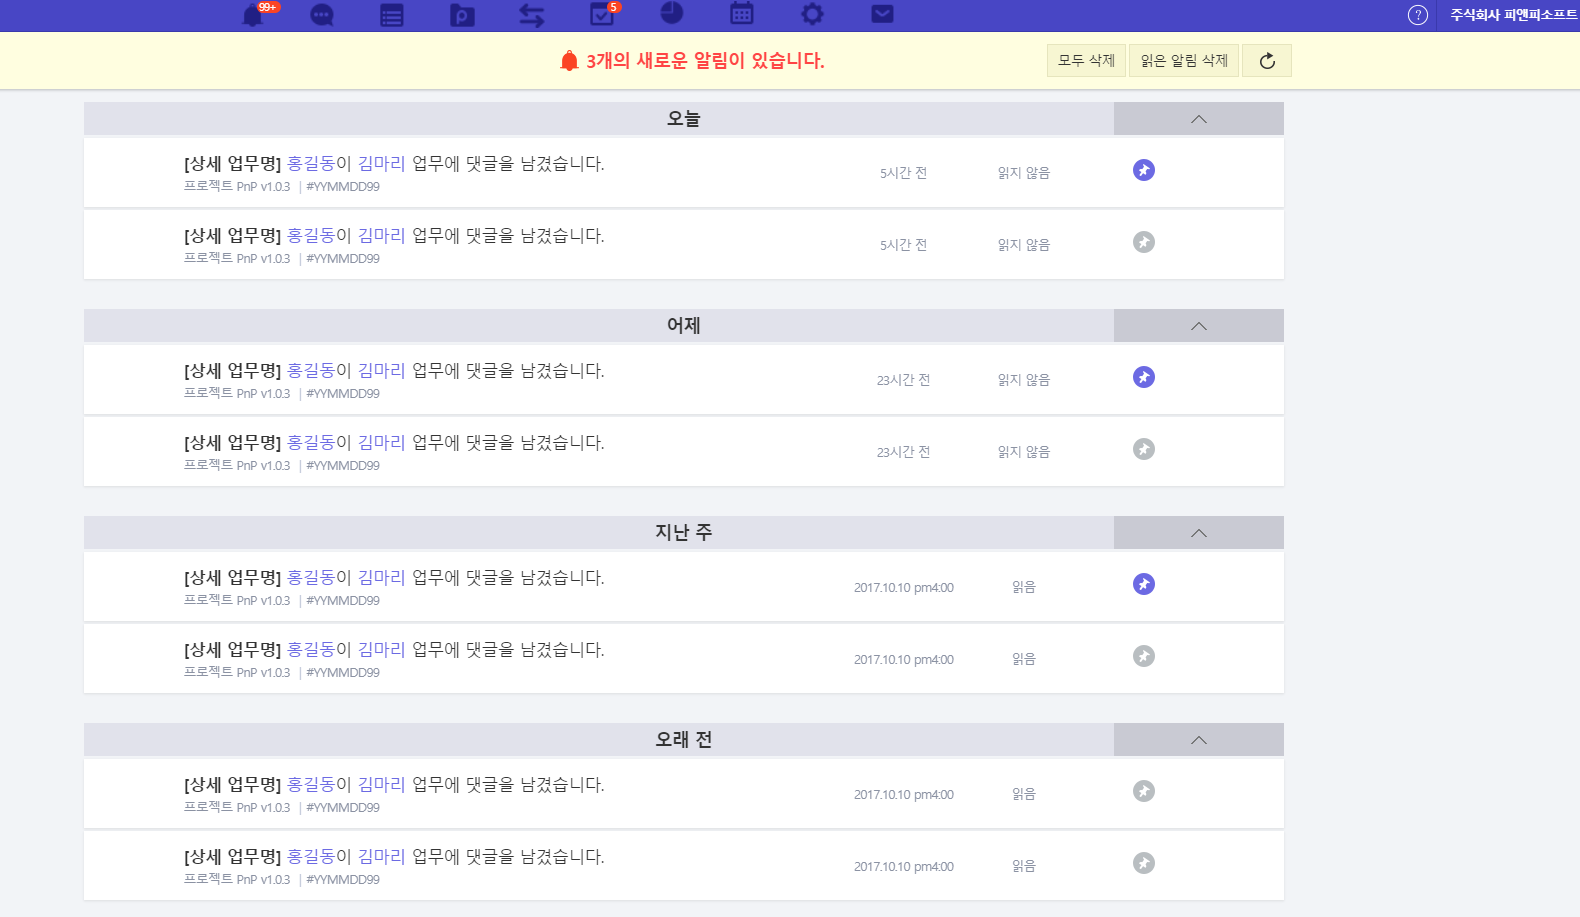 99+
5
?
주식회사 피앤피소프트
3개의 새로운 알림이 있습니다.
모두 삭제
읽은 알림 삭제
오늘
[상세 업무명] 홍길동이 김마리 업무에 댓글을 남겼습니다.
5시간 전
읽지 않음
프로젝트 PnP v1.0.3 | #YYMMDD99
[상세 업무명] 홍길동이 김마리 업무에 댓글을 남겼습니다.
5시간 전
읽지 않음
프로젝트 PnP v1.0.3 | #YYMMDD99
어제
[상세 업무명] 홍길동이 김마리 업무에 댓글을 남겼습니다.
23시간 전
읽지 않음
프로젝트 PnP v1.0.3 | #YYMMDD99
[상세 업무명] 홍길동이 김마리 업무에 댓글을 남겼습니다.
23시간 전
읽지 않음
프로젝트 PnP v1.0.3 | #YYMMDD99
지난 주
[상세 업무명] 홍길동이 김마리 업무에 댓글을 남겼습니다.
2017.10.10 pm4:00
읽음
프로젝트 PnP v1.0.3 | #YYMMDD99
[상세 업무명] 홍길동이 김마리 업무에 댓글을 남겼습니다.
2017.10.10 pm4:00
읽음
프로젝트 PnP v1.0.3 | #YYMMDD99
오래 전
[상세 업무명] 홍길동이 김마리 업무에 댓글을 남겼습니다.
2017.10.10 pm4:00
읽음
프로젝트 PnP v1.0.3 | #YYMMDD99
[상세 업무명] 홍길동이 김마리 업무에 댓글을 남겼습니다.
2017.10.10 pm4:00
읽음
프로젝트 PnP v1.0.3 | #YYMMDD99